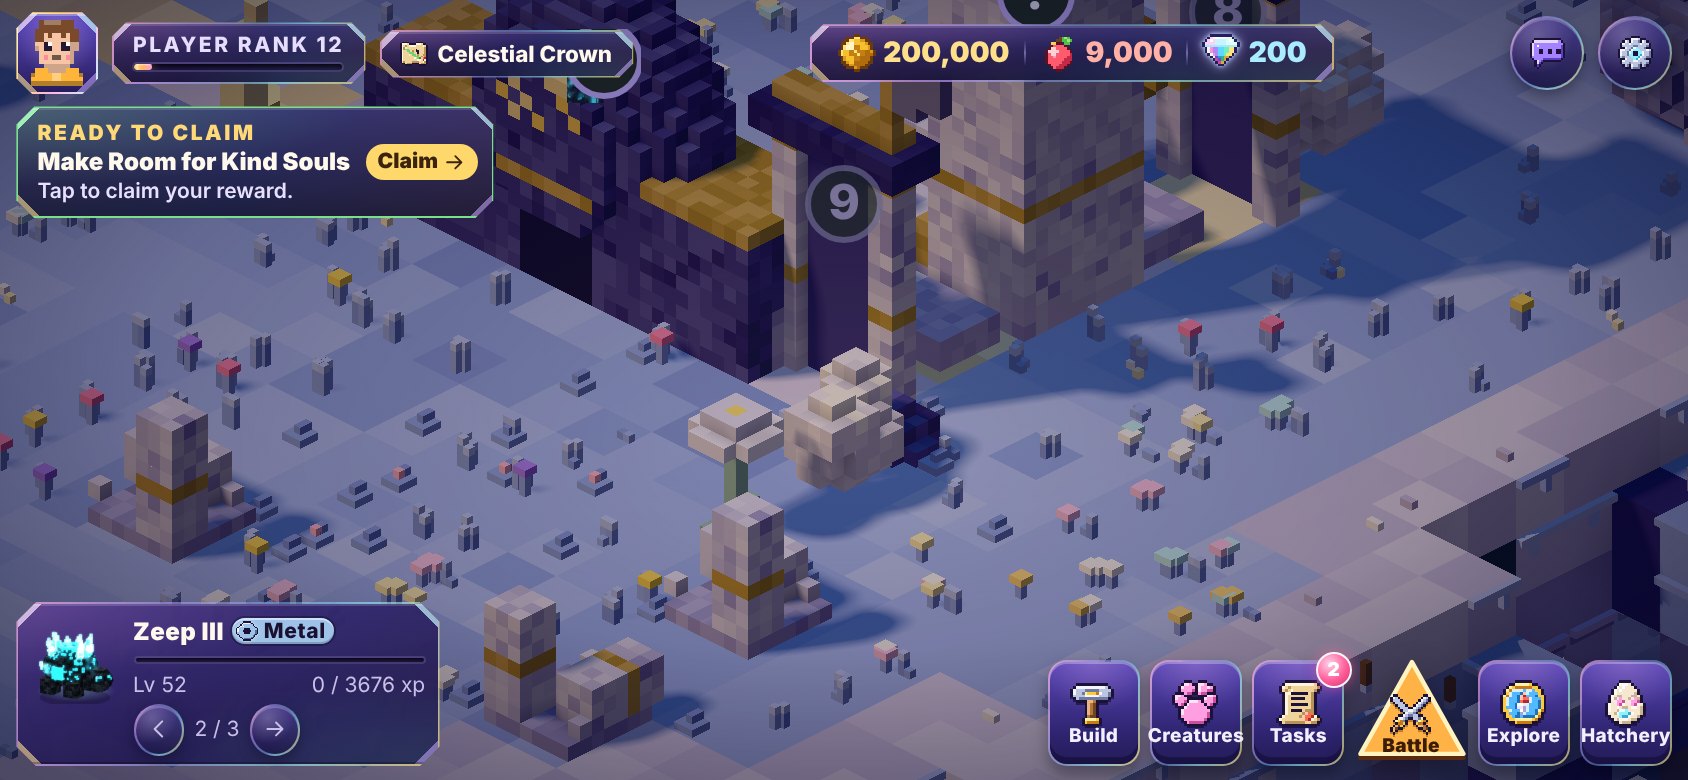 PLAYER RANK 12
Celestial Crown
200,000
9,000
200
8
READY TO CLAIM
Make Room for Kind Souls
Claim →
Tap to claim your reward.
9
Zeep III
Metal
Lv 52
0 / 3676 xp
2 / 3
2
Build
Creatures
Tasks
Battle
Explore
Hatchery